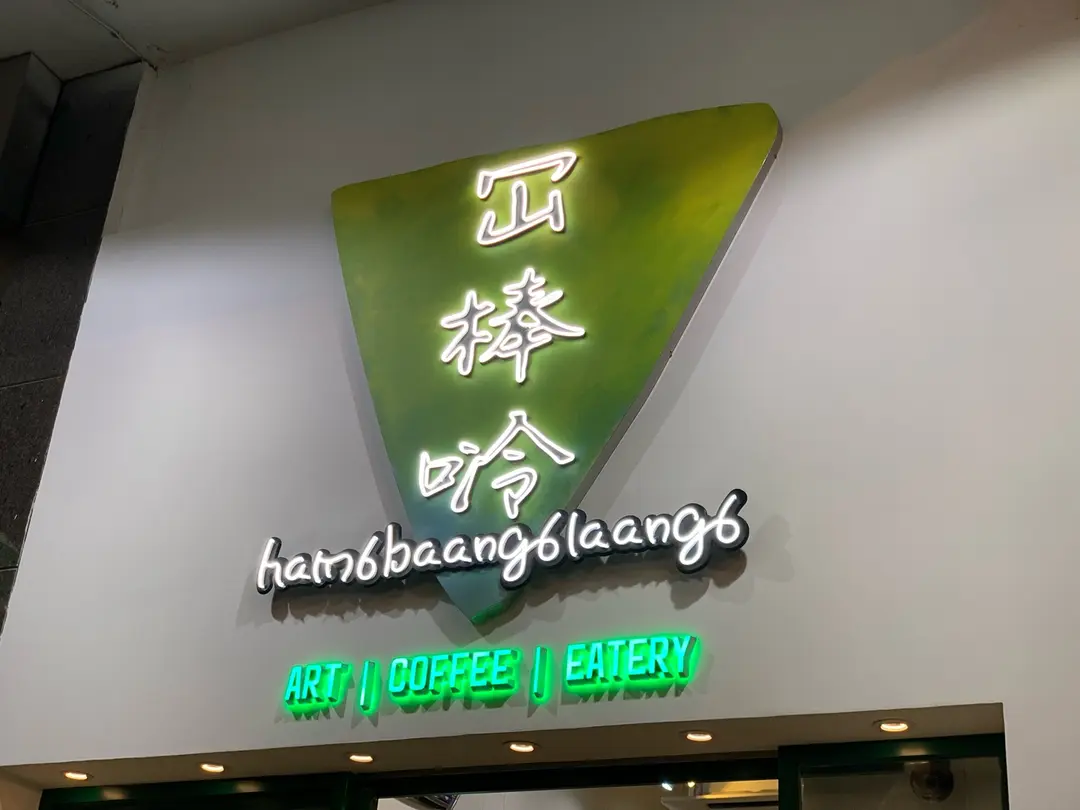 冚
棒
唥
ham6baang6laang6
ART | COFFEE | EATERY